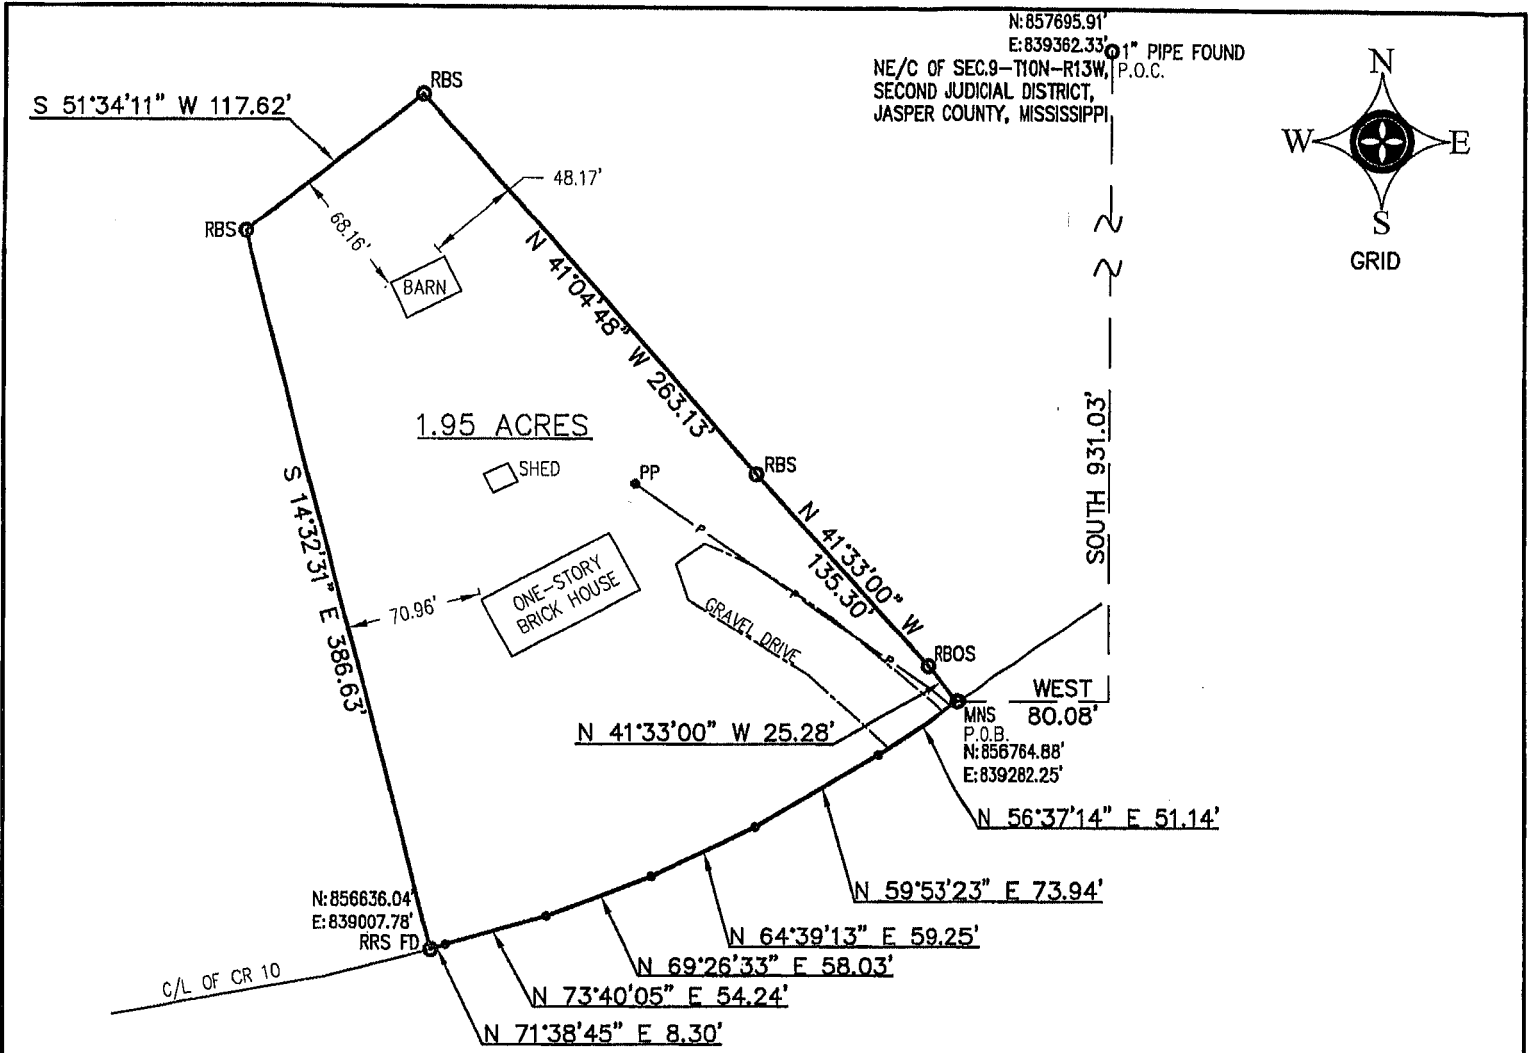 N:857695.91'
E:839362.33'
1" PIPE FOUND
P.O.C.
NE/C OF SEC.9-T10N-R13W,
SECOND JUDICIAL DISTRICT,
JASPER COUNTY, MISSISSIPPI
N
W
E
S
GRID
RBS
S 51°34'11" W 117.62'
48.17'
RBS
68.16'
BARN
N 41°04'48" W 263.13'
1.95 ACRES
SHED
PP
RBS
SOUTH 931.03'
S 14°32'31" E 386.63'
P
N 41°33'00" W
135.30'
ONE-STORY
BRICK HOUSE
70.96'
P
GRAVEL DRIVE
P
RBOS
WEST
80.08'
MNS
P.O.B.
N:856764.88'
E:839282.25'
N 41°33'00" W 25.28'
N 56°37'14" E 51.14'
N 59°53'23" E 73.94'
N:856636.04'
E:839007.78'
RRS FD
N 64°39'13" E 59.25'
N 69°26'33" E 58.03'
C/L OF CR 10
N 73°40'05" E 54.24'
N 71°38'45" E 8.30'